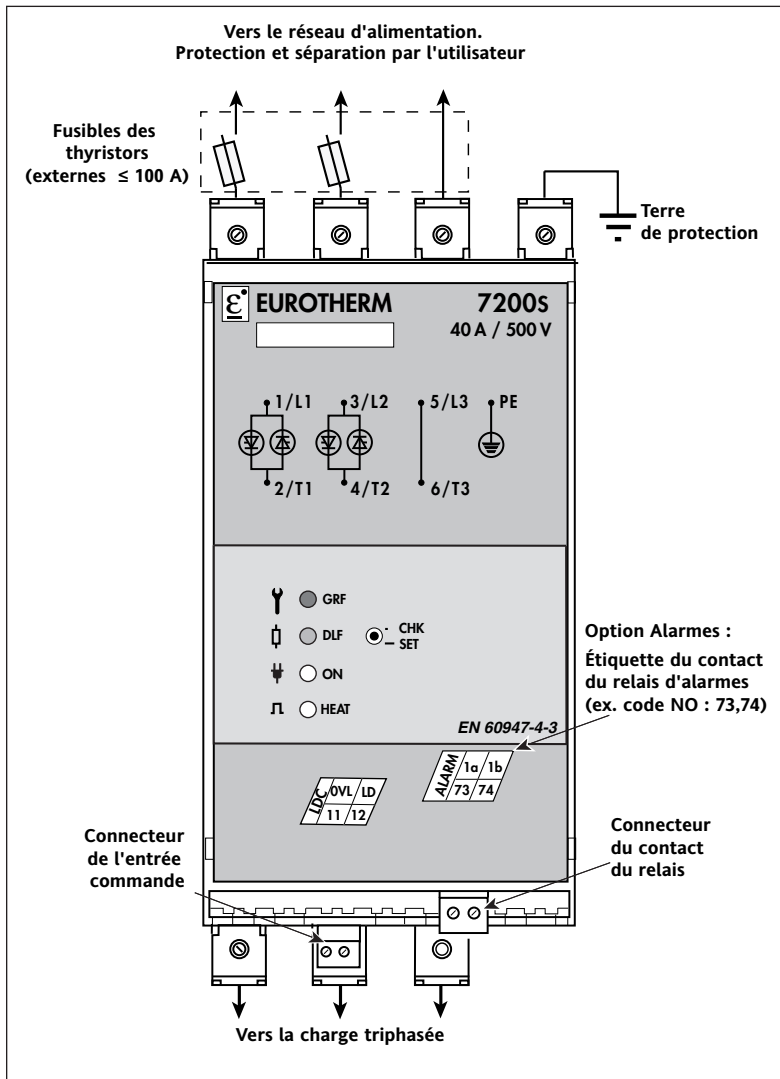 Vers le réseau d'alimentation.
Protection et séparation par l'utilisateur
Fusibles des
thyristors
(externes ≤ 100 A)
Terre
de protection
ε EUROTHERM
7200S
40 A / 500 V
1/L1
3/L2
5/L3
PE
2/T1
4/T2
6/T3
GRF
DLF
CHK
SET
ON
HEAT
Option Alarmes :
Étiquette du contact
du relais d'alarmes
(ex. code NO : 73,74)
EN 60947-4-3
ALARM
1a 1b
73 74
LDC
0VL LD
11 12
Connecteur
de l'entrée
commande
Connecteur
du contact
du relais
Vers la charge triphasée